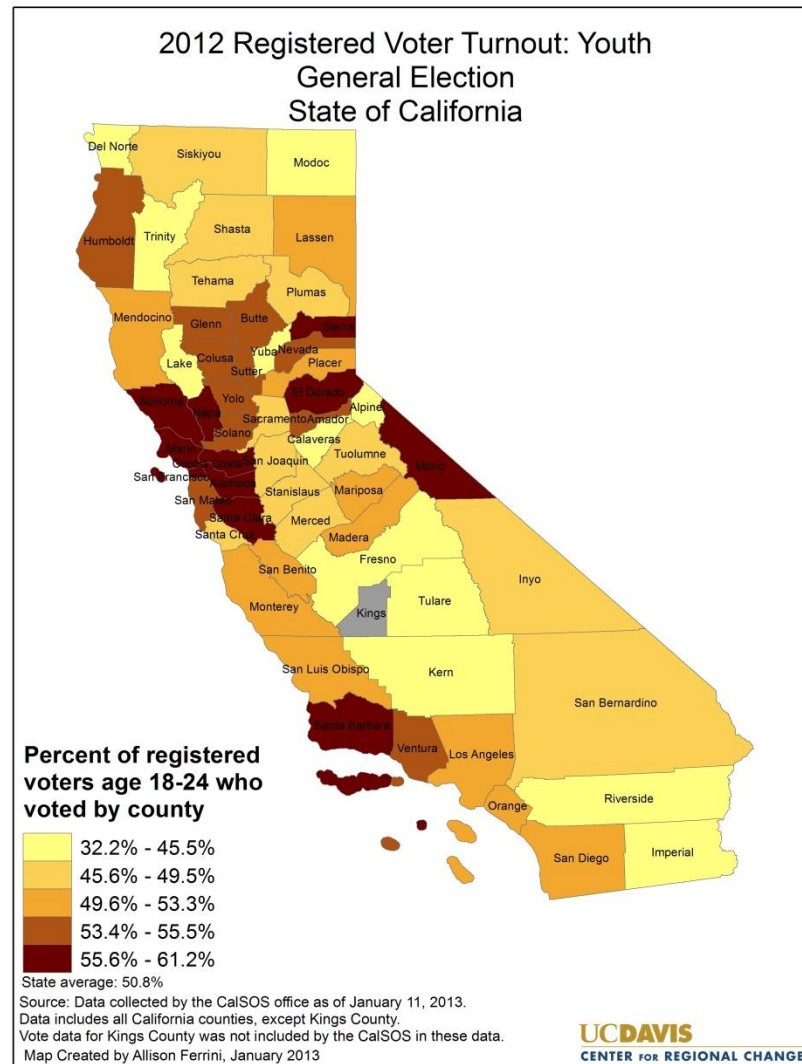 2012 Registered Voter Turnout: Youth
General Election
State of California
Del Norte
Siskiyou
Modoc
Humboldt
Trinity
Shasta
Lassen
Tehama
Plumas
Mendocino
Glenn
Butte
Sierra
Lake
Colusa
Yuba
Nevada
Sutter
Placer
Sonoma
Napa
Yolo
El Dorado
Alpine
Sacramento
Amador
Solano
Marin
Calaveras
Contra Costa
San Joaquin
Tuolumne
Mono
San Francisco
Alameda
Stanislaus
Mariposa
San Mateo
Santa Clara
Merced
Santa Cruz
Madera
Fresno
San Benito
Inyo
Monterey
Kings
Tulare
San Luis Obispo
Kern
San Bernardino
Santa Barbara
Ventura
Los Angeles
Orange
Riverside
San Diego
Imperial
Percent of registered
voters age 18-24 who
voted by county
32.2% - 45.5%
45.6% - 49.5%
49.6% - 53.3%
53.4% - 55.5%
55.6% - 61.2%
State average: 50.8%
Source: Data collected by the CalSOS office as of January 11, 2013.
Data includes all California counties, except Kings County.
Vote data for Kings County was not included by the CalSOS in these data.
Map Created by Allison Ferrini, January 2013
UCDAVIS
CENTER FOR REGIONAL CHANGE